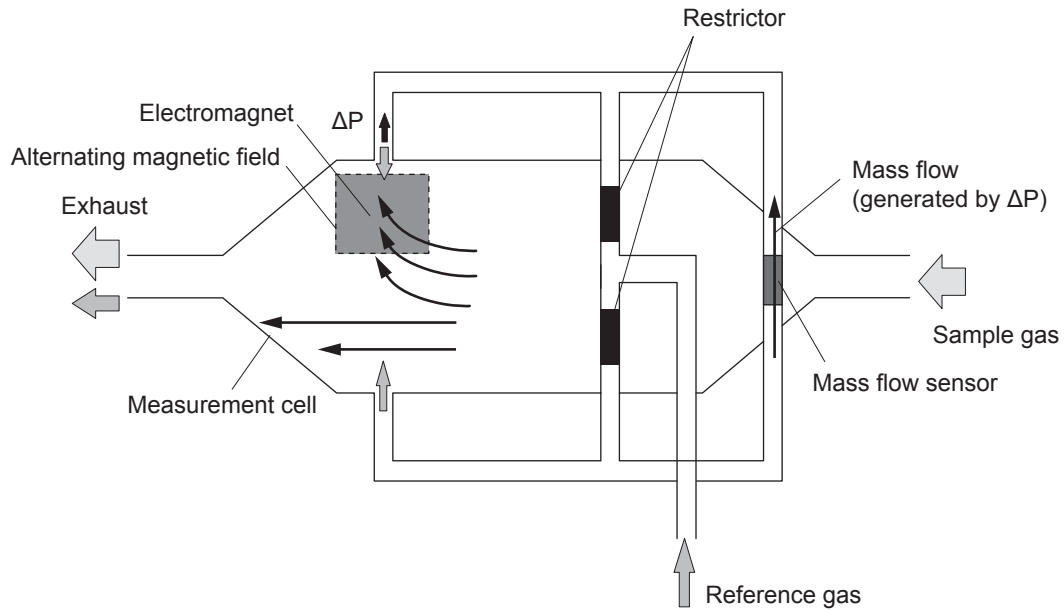 Restrictor
Electromagnet
ΔP
Alternating magnetic field
Exhaust
Mass flow
(generated by ΔP)
Sample gas
Mass flow sensor
Measurement cell
Reference gas